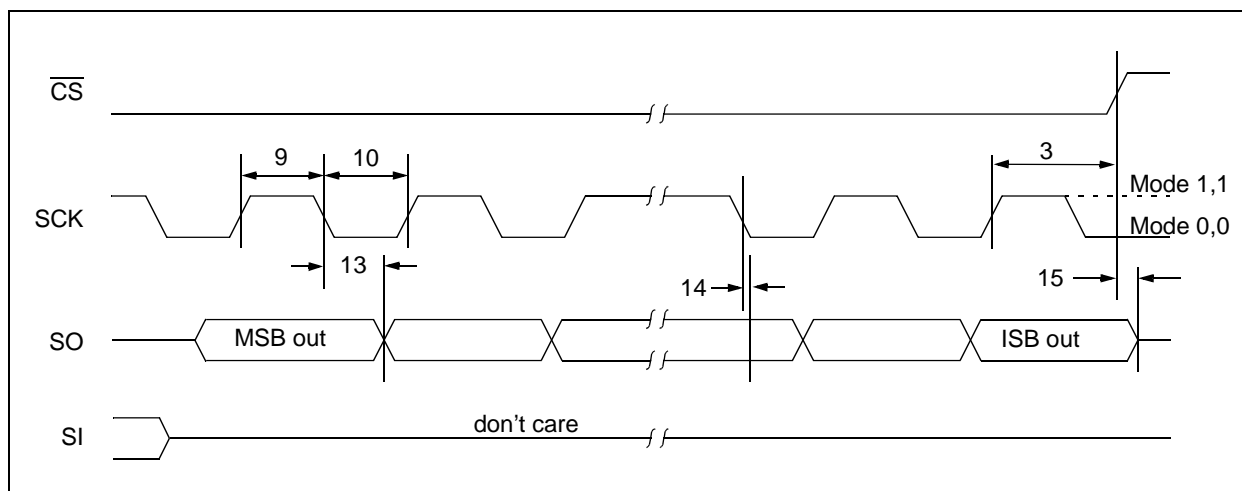 CS
9
10
3
Mode 1,1
SCK
Mode 0,0
13
14
15
SO
MSB out
ISB out
SI
don't care